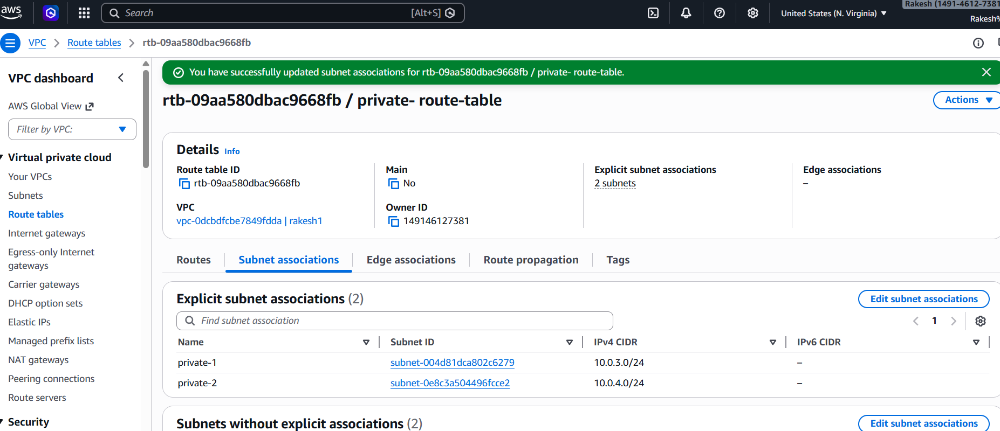 aws
Search [Alt+S]
United States (N. Virginia)
Rakesh (1491-4612-7381
Rakesh%
VPC
Route tables
rtb-09aa580dbac9668fb
VPC dashboard
AWS Global View
Filter by VPC:
Virtual private cloud
Your VPCs
Subnets
Route tables
Internet gateways
Egress-only Internet
gateways
Carrier gateways
DHCP option sets
Elastic IPs
Managed prefix lists
NAT gateways
Peering connections
Route servers
Security
You have successfully updated subnet associations for rtb-09aa580dbac9668fb / private- route-table.
rtb-09aa580dbac9668fb / private- route-table
Actions
Details Info
Route table ID
rtb-09aa580dbac9668fb
Main
No
Explicit subnet associations
2 subnets
Edge associations
–
VPC
vpc-0dcbdfcbe7849fdda | rakesh1
Owner ID
149146127381
Routes
Subnet associations
Edge associations
Route propagation
Tags
Explicit subnet associations (2)
Edit subnet associations
Find subnet association
1
Name Subnet ID IPv4 CIDR IPv6 CIDR
private-1 subnet-004d81dca802c6279 10.0.3.0/24 –
private-2 subnet-0e8c3a504496fcce2 10.0.4.0/24 –
Subnets without explicit associations (2)
Edit subnet associations